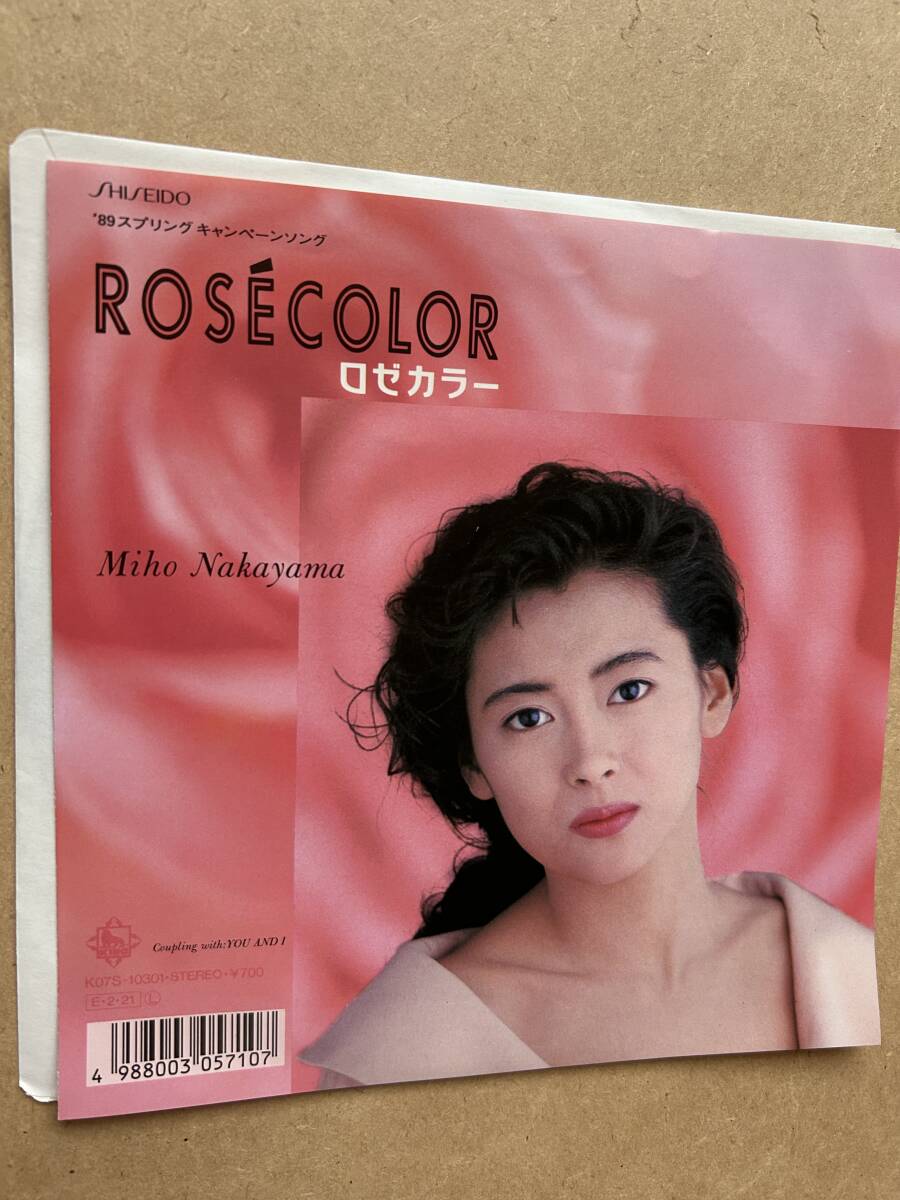 SHISEIDO
'89スプリング キャンペーンソング
ROSÉCOLOR
ロゼカラー
Miho Nakayama
Coupling with:YOU AND I
KING
K07S-10301・STEREO・¥700
E・2・21 Ⓛ
4 988003 057107